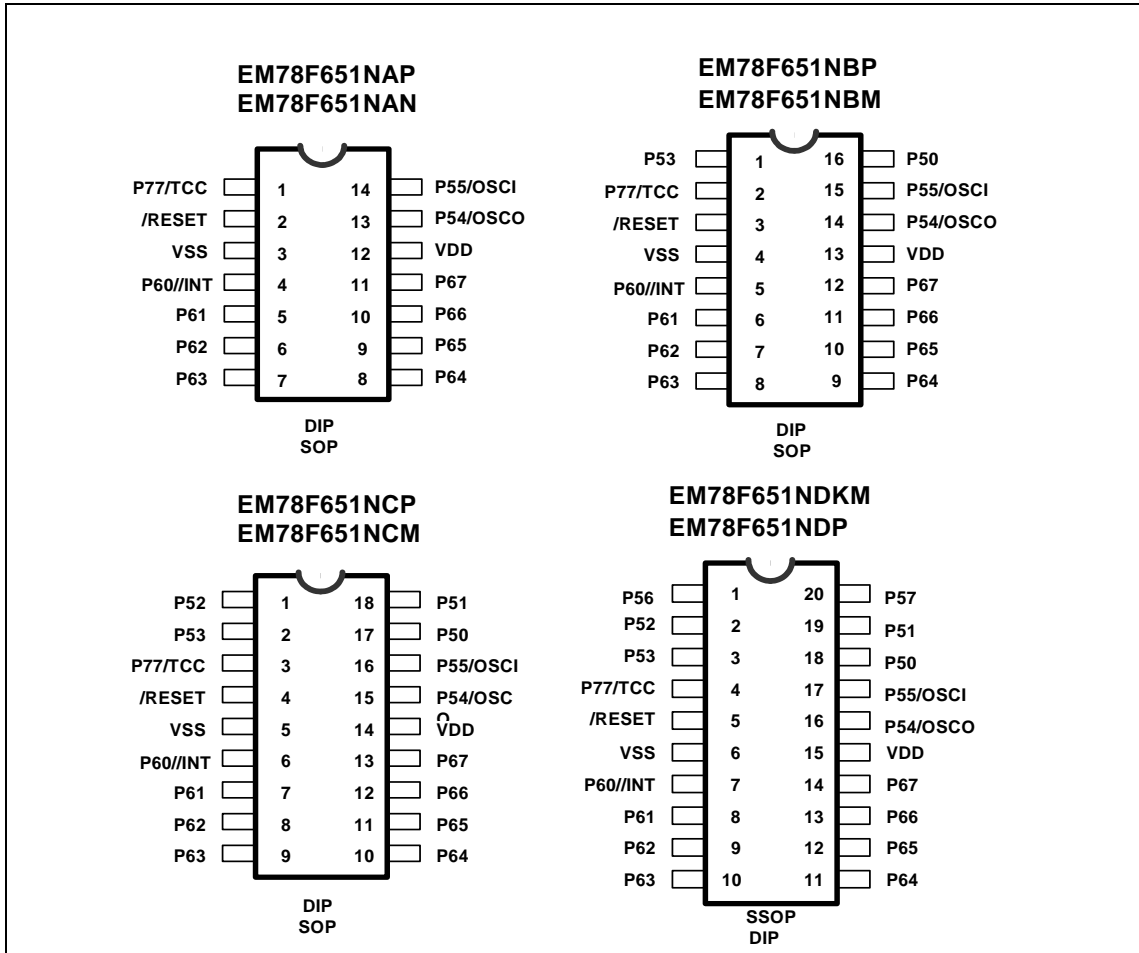 EM78F651NAP
EM78F651NAN
P77/TCC 1 14 P55/OSCI
/RESET 2 13 P54/OSCO
VSS 3 12 VDD
P60//INT 4 11 P67
P61 5 10 P66
P62 6 9 P65
P63 7 8 P64
DIP
SOP
EM78F651NBP
EM78F651NBM
P53 1 16 P50
P77/TCC 2 15 P55/OSCI
/RESET 3 14 P54/OSCO
VSS 4 13 VDD
P60//INT 5 12 P67
P61 6 11 P66
P62 7 10 P65
P63 8 9 P64
DIP
SOP
EM78F651NCP
EM78F651NCM
P52 1 18 P51
P53 2 17 P50
P77/TCC 3 16 P55/OSCI
/RESET 4 15 P54/OSC
O
VSS 5 14 VDD
P60//INT 6 13 P67
P61 7 12 P66
P62 8 11 P65
P63 9 10 P64
DIP
SOP
EM78F651NDKM
EM78F651NDP
P56 1 20 P57
P52 2 19 P51
P53 3 18 P50
P77/TCC 4 17 P55/OSCI
/RESET 5 16 P54/OSCO
VSS 6 15 VDD
P60//INT 7 14 P67
P61 8 13 P66
P62 9 12 P65
P63 10 11 P64
SSOP
DIP